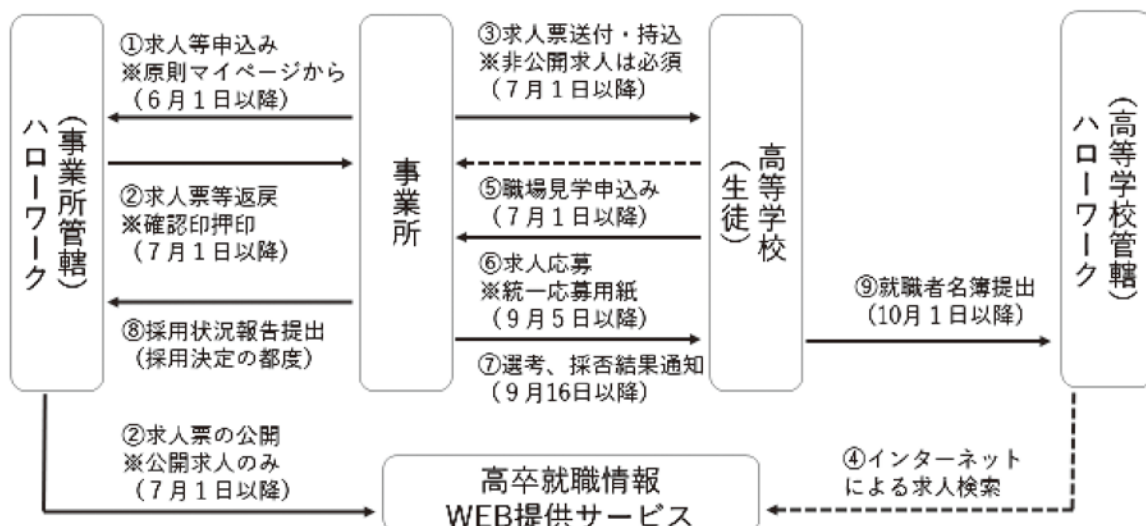 ①求人等申込み
※原則マイページから
(6月1日以降)
③求人票送付・持込
※非公開求人は必須
(7月1日以降)
ハローワーク
(事業所管轄)
事業所
高等学校
(生徒)
ハローワーク
(高等学校管轄)
②求人票等返戻
※確認印押印
(7月1日以降)
⑤職場見学申込み
(7月1日以降)
⑥求人応募
※統一応募用紙
(9月5日以降)
⑨就職者名簿提出
(10月1日以降)
⑧採用状況報告提出
(採用決定の都度)
⑦選考、採否結果通知
(9月16日以降)
②求人票の公開
※公開求人のみ
(7月1日以降)
高卒就職情報
WEB提供サービス
④インターネット
による求人検索